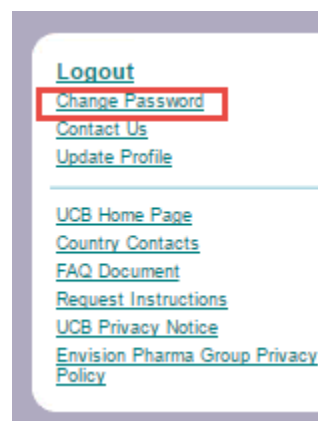 Logout
Change Password
Contact Us
Update Profile
UCB Home Page
Country Contacts
FAQ Document
Request Instructions
UCB Privacy Notice
Envision Pharma Group Privacy
Policy